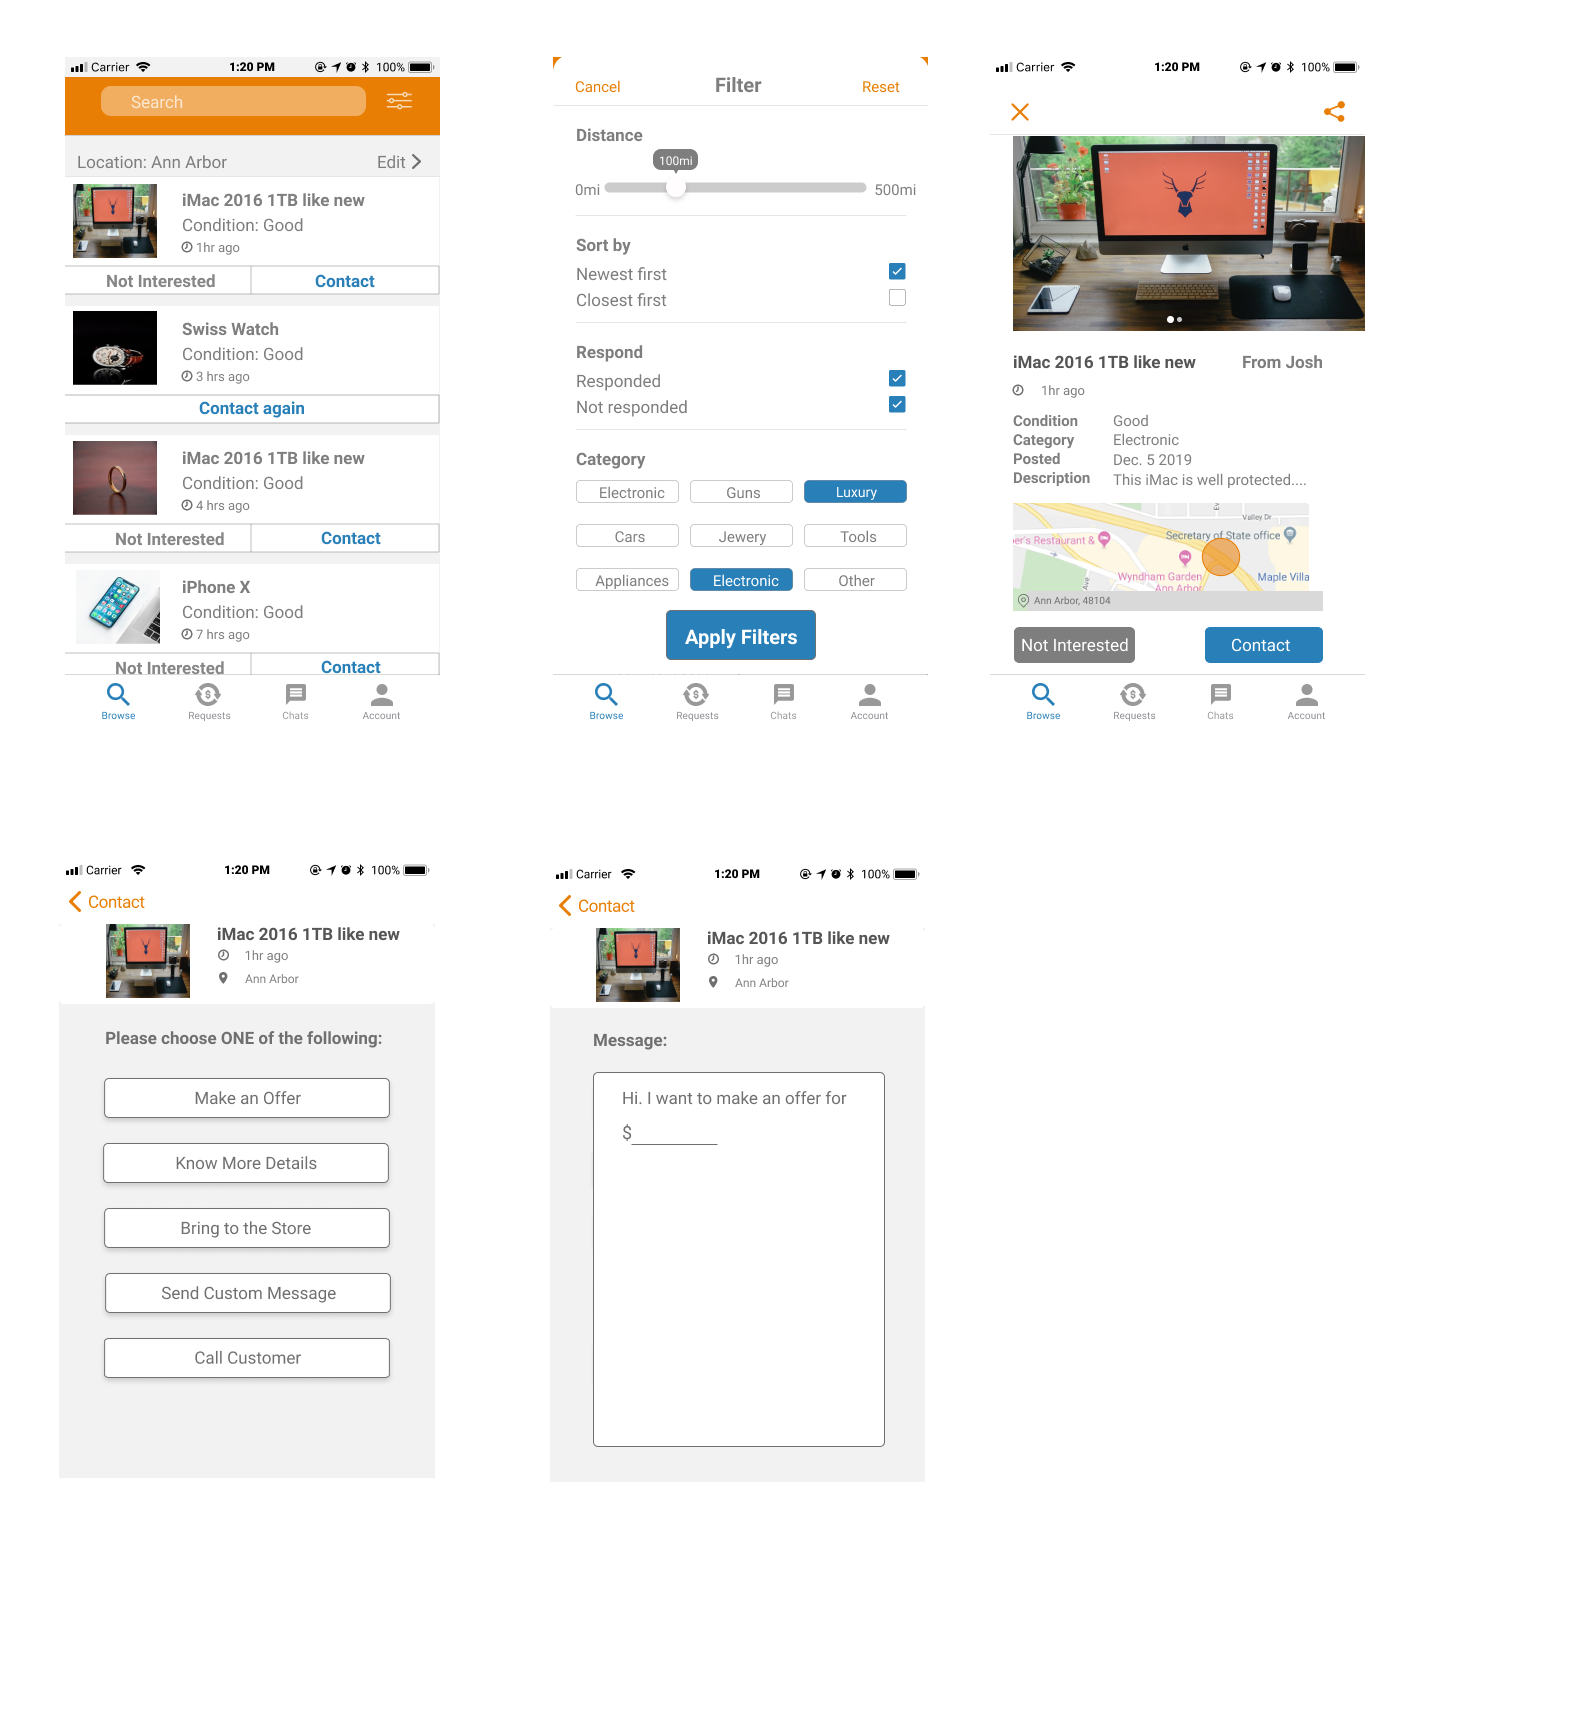 Carrier 1:20 PM 100%
Search
Location: Ann Arbor Edit
iMac 2016 1TB like new
Condition: Good
1hr ago
Not Interested Contact
Swiss Watch
Condition: Good
3 hrs ago
Contact again
iMac 2016 1TB like new
Condition: Good
4 hrs ago
Not Interested Contact
iPhone X
Condition: Good
7 hrs ago
Not Interested Contact
Browse Requests Chats Account
Cancel Filter Reset
Distance
100mi
0mi 500mi
Sort by
Newest first
Closest first
Respond
Responded
Not responded
Category
Electronic Guns Luxury
Cars Jewery Tools
Appliances Electronic Other
Apply Filters
Browse Requests Chats Account
Carrier 1:20 PM 100%
iMac 2016 1TB like new From Josh
1hr ago
Condition Good
Category Electronic
Posted Dec. 5 2019
Description This iMac is well protected....
Valley Dr
Secretary of State office
er's Restaurant &
Wyndham Garden
Ann Arbor
Maple Villa
Ave
Ann Arbor, 48104
Not Interested Contact
Browse Requests Chats Account
Carrier 1:20 PM 100%
Contact
iMac 2016 1TB like new
1hr ago
Ann Arbor
Please choose ONE of the following:
Make an Offer
Know More Details
Bring to the Store
Send Custom Message
Call Customer
Carrier 1:20 PM 100%
Contact
iMac 2016 1TB like new
1hr ago
Ann Arbor
Message:
Hi. I want to make an offer for
$